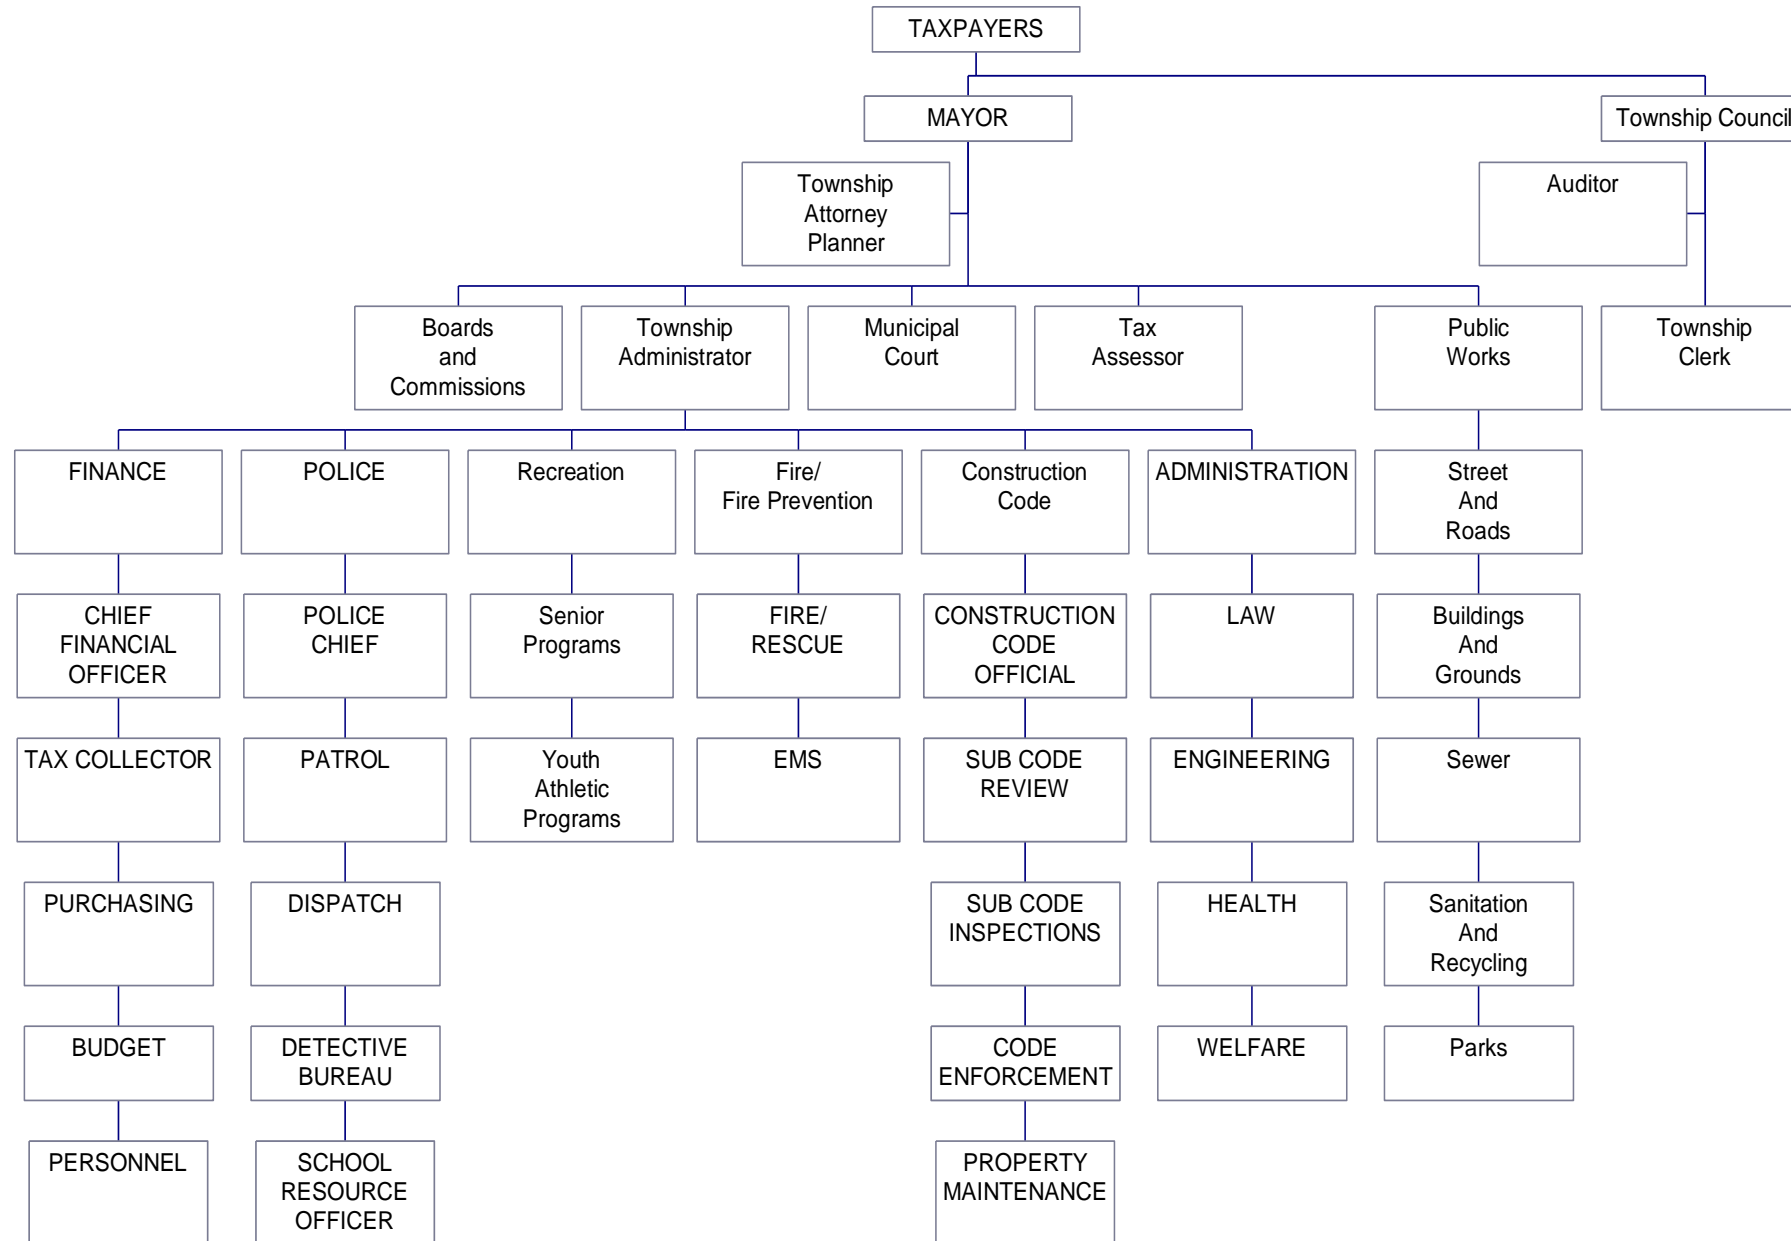 TAXPAYERS
MAYOR
Township Council
Township
Attorney
Planner
Auditor
Boards
and
Commissions
Township
Administrator
Municipal
Court
Tax
Assessor
Public
Works
Township
Clerk
FINANCE
POLICE
Recreation
Fire/
Fire Prevention
Construction
Code
ADMINISTRATION
Street
And
Roads
CHIEF
FINANCIAL
OFFICER
POLICE
CHIEF
Senior
Programs
FIRE/
RESCUE
CONSTRUCTION
CODE
OFFICIAL
LAW
Buildings
And
Grounds
TAX COLLECTOR
PATROL
Youth
Athletic
Programs
EMS
SUB CODE
REVIEW
ENGINEERING
Sewer
PURCHASING
DISPATCH
SUB CODE
INSPECTIONS
HEALTH
Sanitation
And
Recycling
BUDGET
DETECTIVE
BUREAU
CODE
ENFORCEMENT
WELFARE
Parks
PERSONNEL
SCHOOL
RESOURCE
OFFICER
PROPERTY
MAINTENANCE